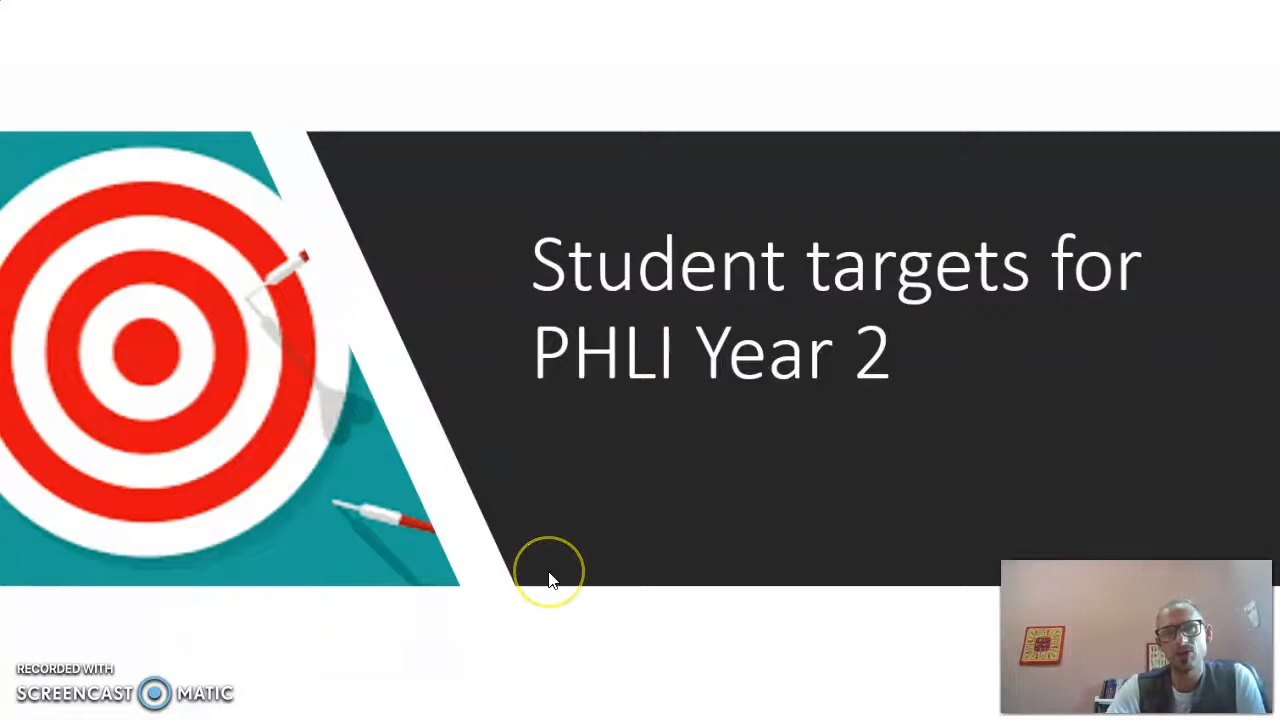 Student targets for
PHLI Year 2
RECORDED WITH
SCREENCAST MATIC